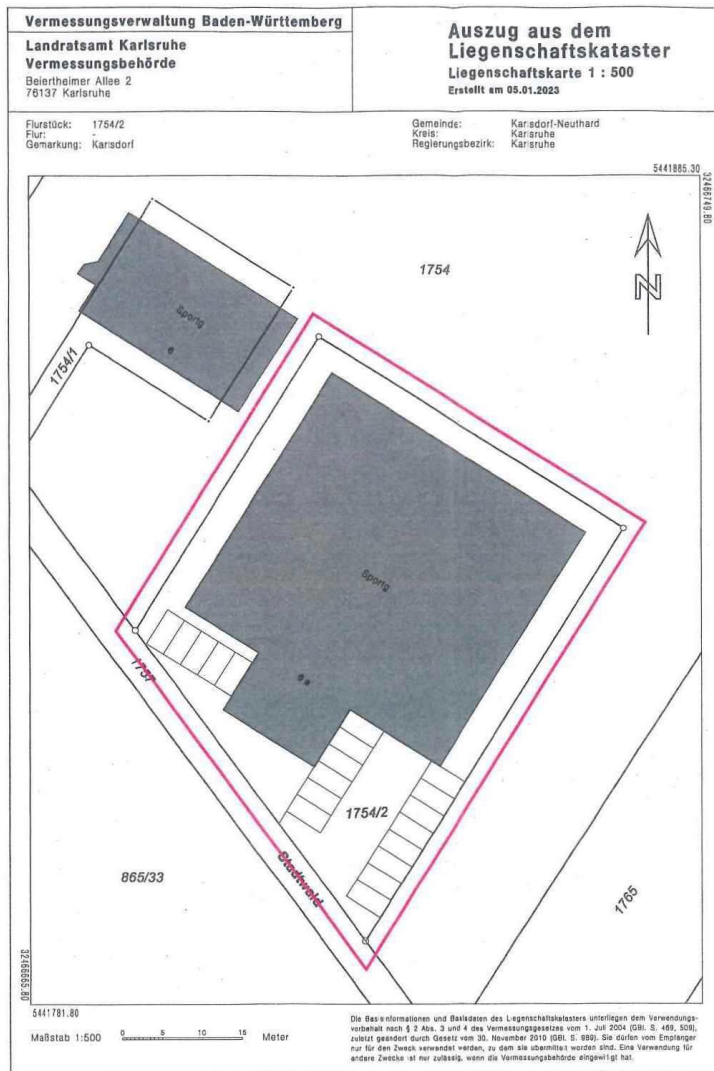 Vermessungsverwaltung Baden-Württemberg
Landratsamt Karlsruhe
Vermessungsbehörde
Beiertheimer Allee 2
76137 Karlsruhe
Auszug aus dem
Liegenschaftskataster
Liegenschaftskarte 1 : 500
Erstellt am 05.01.2023
Flurstück: 1754/2
Flur: -
Gemarkung: Karlsdorf
Gemeinde: Karlsdorf-Neuthard
Kreis: Karlsruhe
Regierungsbezirk: Karlsruhe
5441885.30
32466749.80
1754
N
Sportg
1754/1
Sportg
1737
1754/2
Stadtwald
865/33
1765
32466665.80
5441781.80
Maßstab 1:500 0 5 10 15 Meter
Die Basisinformationen und Basisdaten des Liegenschaftskatasters unterliegen dem Verwendungs-
vorbehalt nach § 2 Abs. 3 und 4 des Vermessungsgesetzes vom 1. Juli 2004 (GBl. S. 469, 509),
zuletzt geändert durch Gesetz vom 30. November 2010 (GBl. S. 989). Sie dürfen vom Empfänger
nur für den Zweck verwendet werden, zu dem sie übermittelt worden sind. Eine Verwendung für
andere Zwecke ist nur zulässig, wenn die Vermessungsbehörde eingewilligt hat.